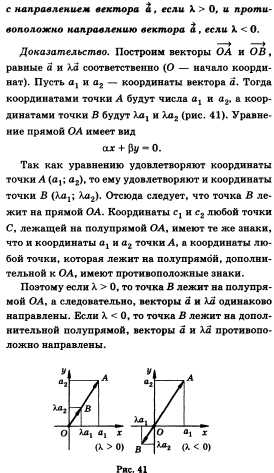 с направлением вектора a⃗, если λ > 0, и проти-
воположно направлению вектора a⃗, если λ < 0.
Доказательство. Построим векторы O⃗A⃗ и O⃗B⃗,
равные a⃗ и λa⃗ соответственно (O — начало коорди-
нат). Пусть a₁ и a₂ — координаты вектора a⃗. Тогда
координатами точки A будут числа a₁ и a₂, а коор-
динатами точки B будут λa₁ и λa₂ (рис. 41). Уравне-
ние прямой OA имеет вид
αx + βy = 0.
Так как уравнению удовлетворяют координаты
точки A (a₁; a₂), то ему удовлетворяют и координаты
точки B (λa₁; λa₂). Отсюда следует, что точка B ле-
жит на прямой OA. Координаты c₁ и c₂ любой точки
C, лежащей на полупрямой OA, имеют те же знаки,
что и координаты a₁ и a₂ точки A, а координаты лю-
бой точки, которая лежит на полупрямой, дополни-
тельной к OA, имеют противоположные знаки.
Поэтому если λ > 0, то точка B лежит на полупря-
мой OA, а следовательно, векторы a⃗ и λa⃗ одинаково
направлены. Если λ < 0, то точка B лежит на допол-
нительной полупрямой, векторы a⃗ и λa⃗ противопо-
ложно направлены.
y
a₂
A
λa₂
B
O
λa₁
a₁
x
(λ > 0)
y
a₂
A
λa₁
O
a₁
x
B
λa₂
(λ < 0)
Рис. 41